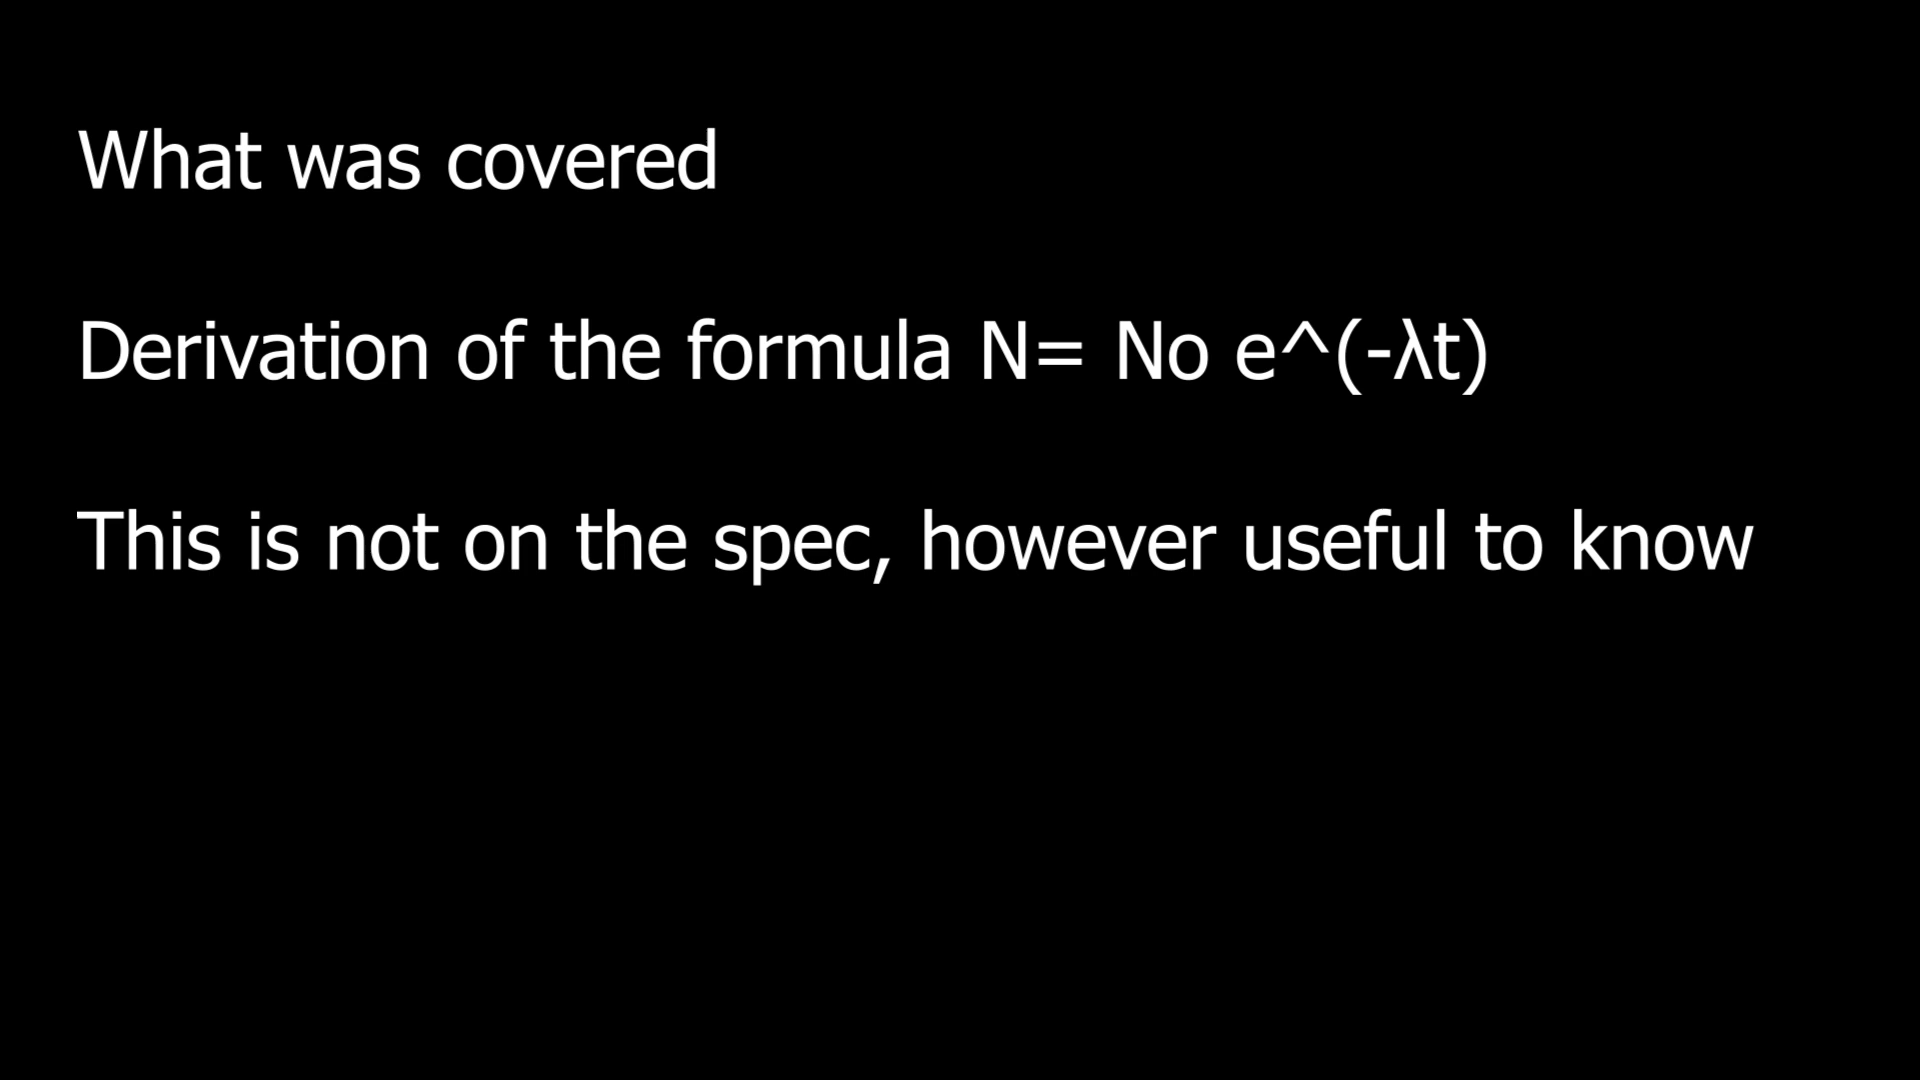 What was covered
Derivation of the formula N= No e^(-λt)
This is not on the spec, however useful to know